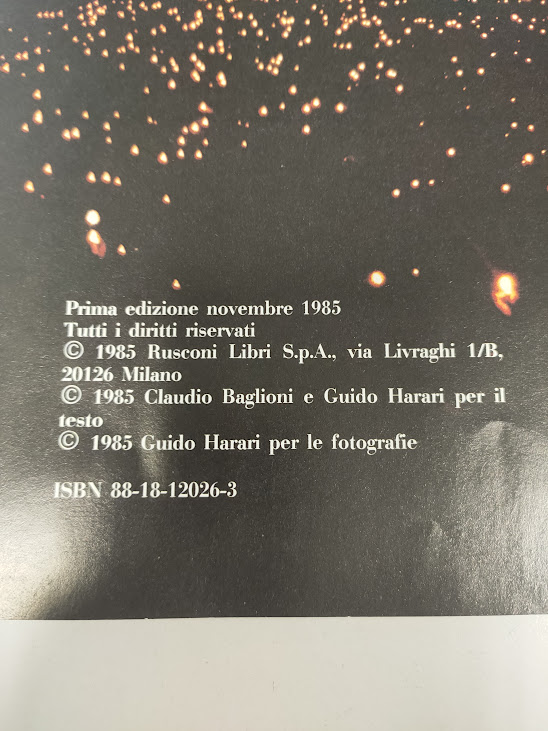 Prima edizione novembre 1985
Tutti i diritti riservati
© 1985 Rusconi Libri S.p.A., via Livraghi 1/B,
20126 Milano
© 1985 Claudio Baglioni e Guido Harari per il
testo
© 1985 Guido Harari per le fotografie
ISBN 88-18-12026-3